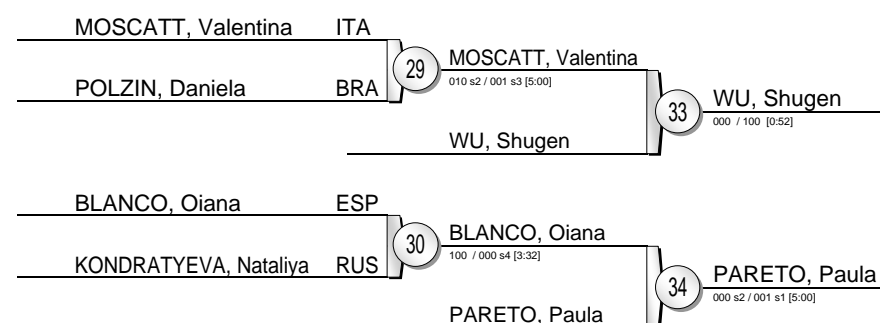 MOSCATT, Valentina ITA
29
MOSCATT, Valentina
010 s2 / 001 s3 [5:00]
POLZIN, Daniela BRA
33
WU, Shugen
000 / 100 [0:52]
WU, Shugen
BLANCO, Oiana ESP
30
BLANCO, Oiana
100 / 000 s4 [3:32]
KONDRATYEVA, Nataliya RUS
34
PARETO, Paula
000 s2 / 001 s1 [5:00]
PARETO, Paula